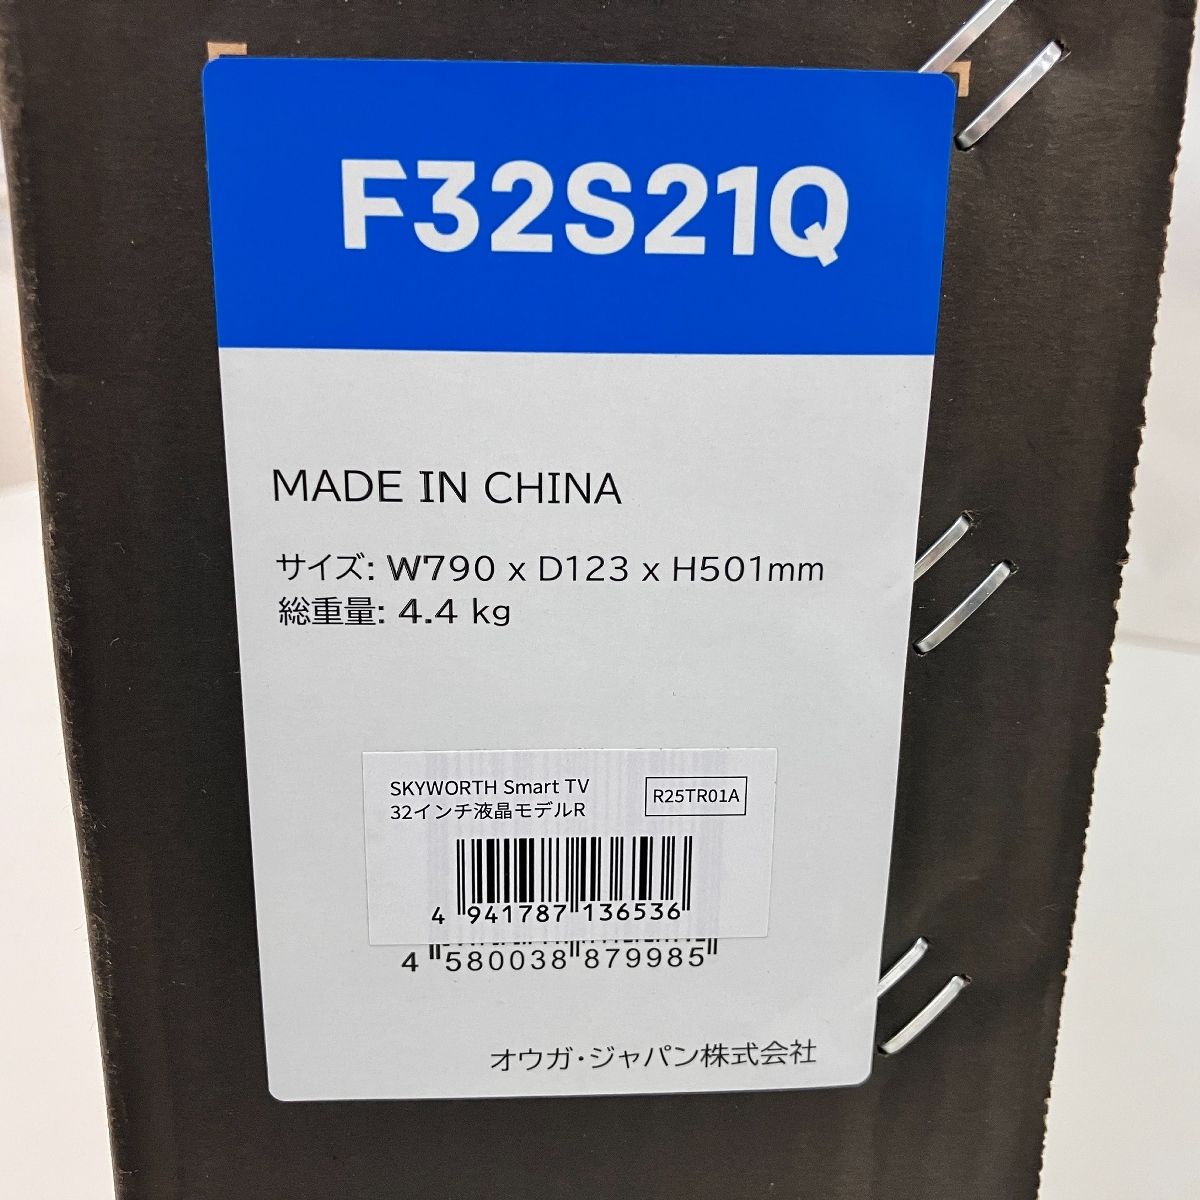 F32S21Q
MADE IN CHINA
サイズ: W790 x D123 x H501mm
総重量: 4.4 kg
SKYWORTH Smart TV
32インチ液晶モデルR
R25TR01A
4 941787 136536
4 580038 879985
オウガ・ジャパン株式会社